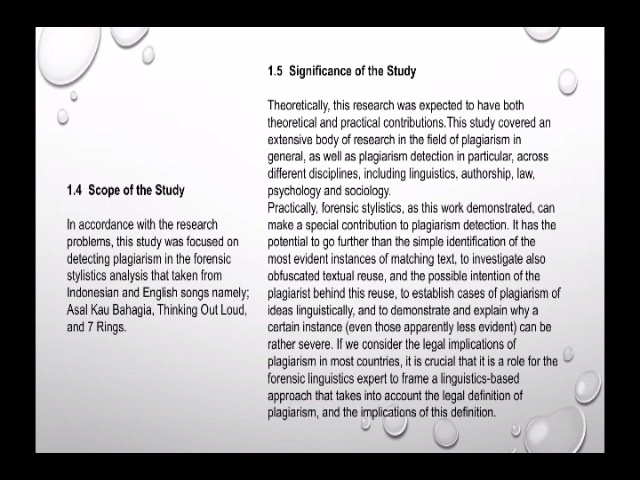 1.4 Scope of the Study
In accordance with the research
problems, this study was focused on
detecting plagiarism in the forensic
stylistics analysis that taken from
Indonesian and English songs namely;
Asal Kau Bahagia, Thinking Out Loud,
and 7 Rings.
1.5 Significance of the Study
Theoretically, this research was expected to have both
theoretical and practical contributions.This study covered an
extensive body of research in the field of plagiarism in
general, as well as plagiarism detection in particular, across
different disciplines, including linguistics, authorship, law,
psychology and sociology.
Practically, forensic stylistics, as this work demonstrated, can
make a special contribution to plagiarism detection. It has the
potential to go further than the simple identification of the
most evident instances of matching text, to investigate also
obfuscated textual reuse, and the possible intention of the
plagiarist behind this reuse, to establish cases of plagiarism of
ideas linguistically, and to demonstrate and explain why a
certain instance (even those apparently less evident) can be
rather severe. If we consider the legal implications of
plagiarism in most countries, it is crucial that it is a role for the
forensic linguistics expert to frame a linguistics-based
approach that takes into account the legal definition of
plagiarism, and the implications of this definition.